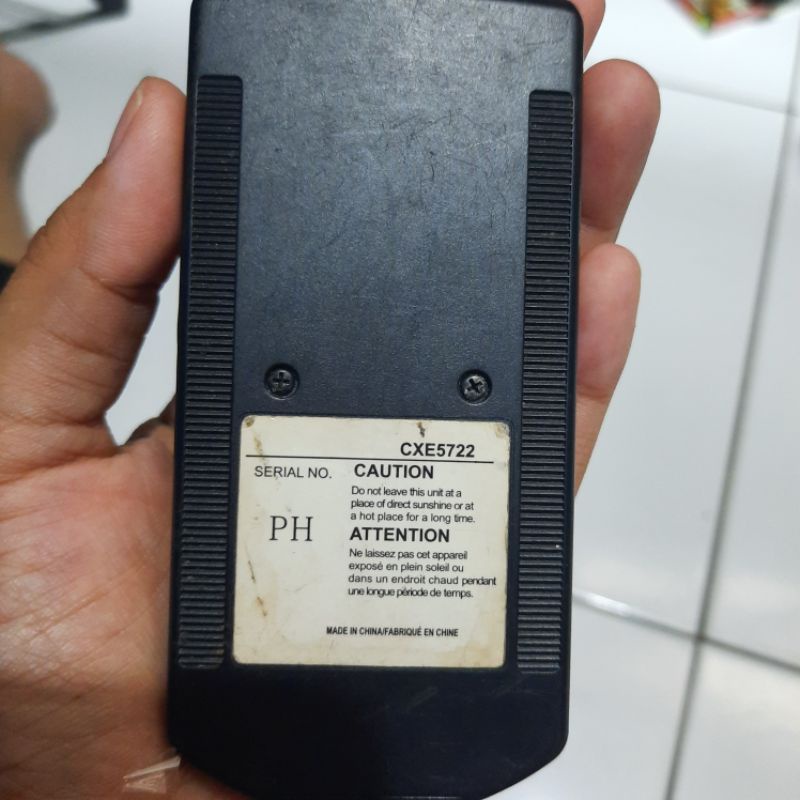 CXE5722
SERIAL NO. CAUTION
Do not leave this unit at a
place of direct sunshine or at
a hot place for a long time.
PH
ATTENTION
Ne laissez pas cet appareil
exposé en plein soleil ou
dans un endroit chaud pendant
une longue période de temps.
MADE IN CHINA/FABRIQUÉ EN CHINE